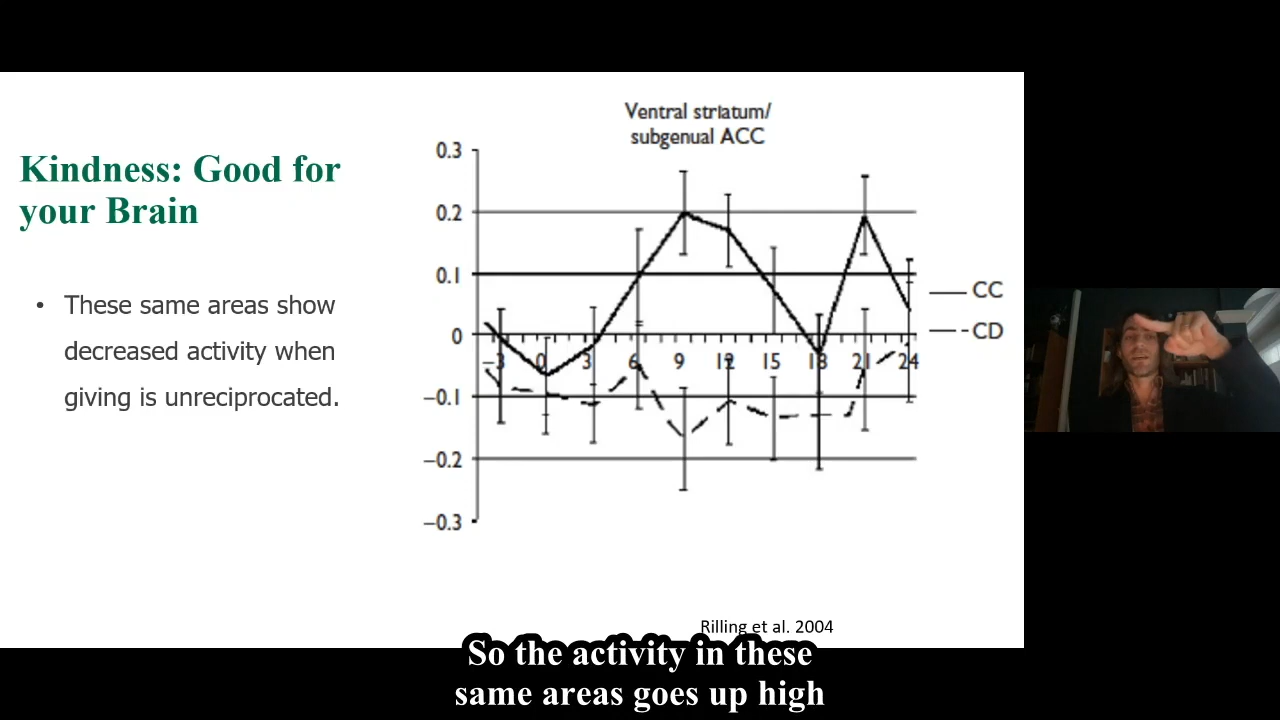 Kindness: Good for
your Brain
• These same areas show
decreased activity when
giving is unreciprocated.
Ventral striatum/
subgenual ACC
0.3
0.2
0.1
0
−0.1
−0.2
−0.3
−3 0 3 6 9 12 15 18 21 24
CC
CD
Rilling et al. 2004
So the activity in these
same areas goes up high